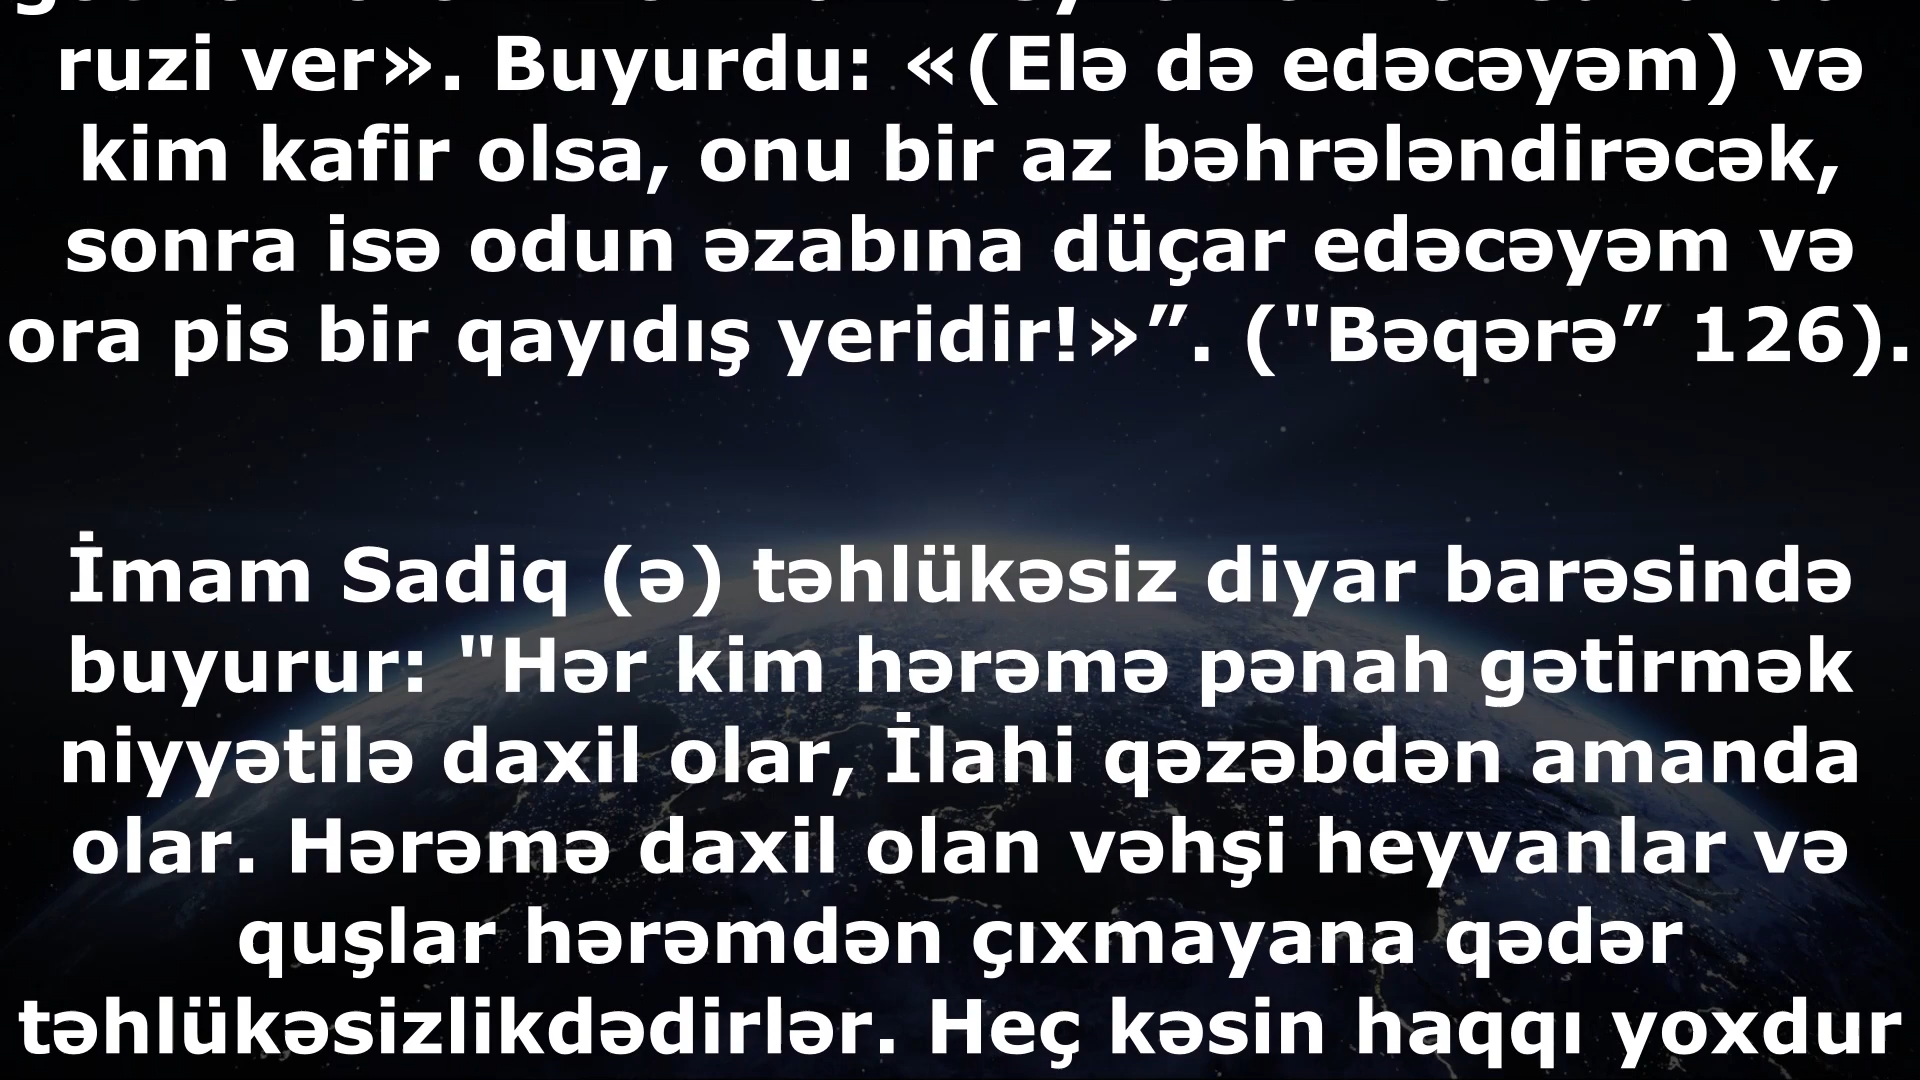 ruzi ver». Buyurdu: «(Elə də edəcəyəm) və
kim kafir olsa, onu bir az bəhrələndirəcək,
sonra isə odun əzabına düçar edəcəyəm və
ora pis bir qayıdış yeridir!»”. ("Bəqərə” 126).
İmam Sadiq (ə) təhlükəsiz diyar barəsində
buyurur: "Hər kim hərəmə pənah gətirmək
niyyətilə daxil olar, İlahi qəzəbdən amanda
olar. Hərəmə daxil olan vəhşi heyvanlar və
quşlar hərəmdən çıxmayana qədər
təhlükəsizlikdədirlər. Heç kəsin haqqı yoxdur